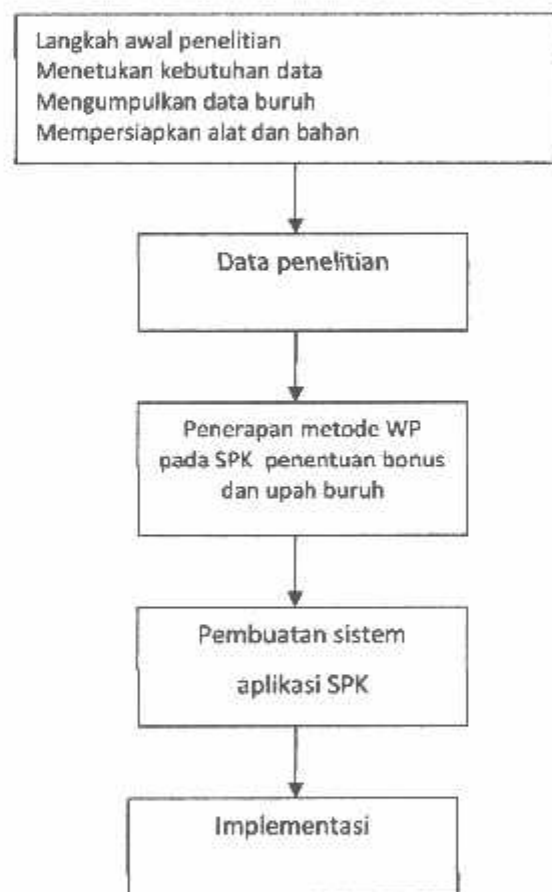 Langkah awal penelitian
Menetukan kebutuhan data
Mengumpulkan data buruh
Mempersiapkan alat dan bahan
Data penelitian
Penerapan metode WP
pada SPK penentuan bonus
dan upah buruh
Pembuatan sistem
aplikasi SPK
Implementasi